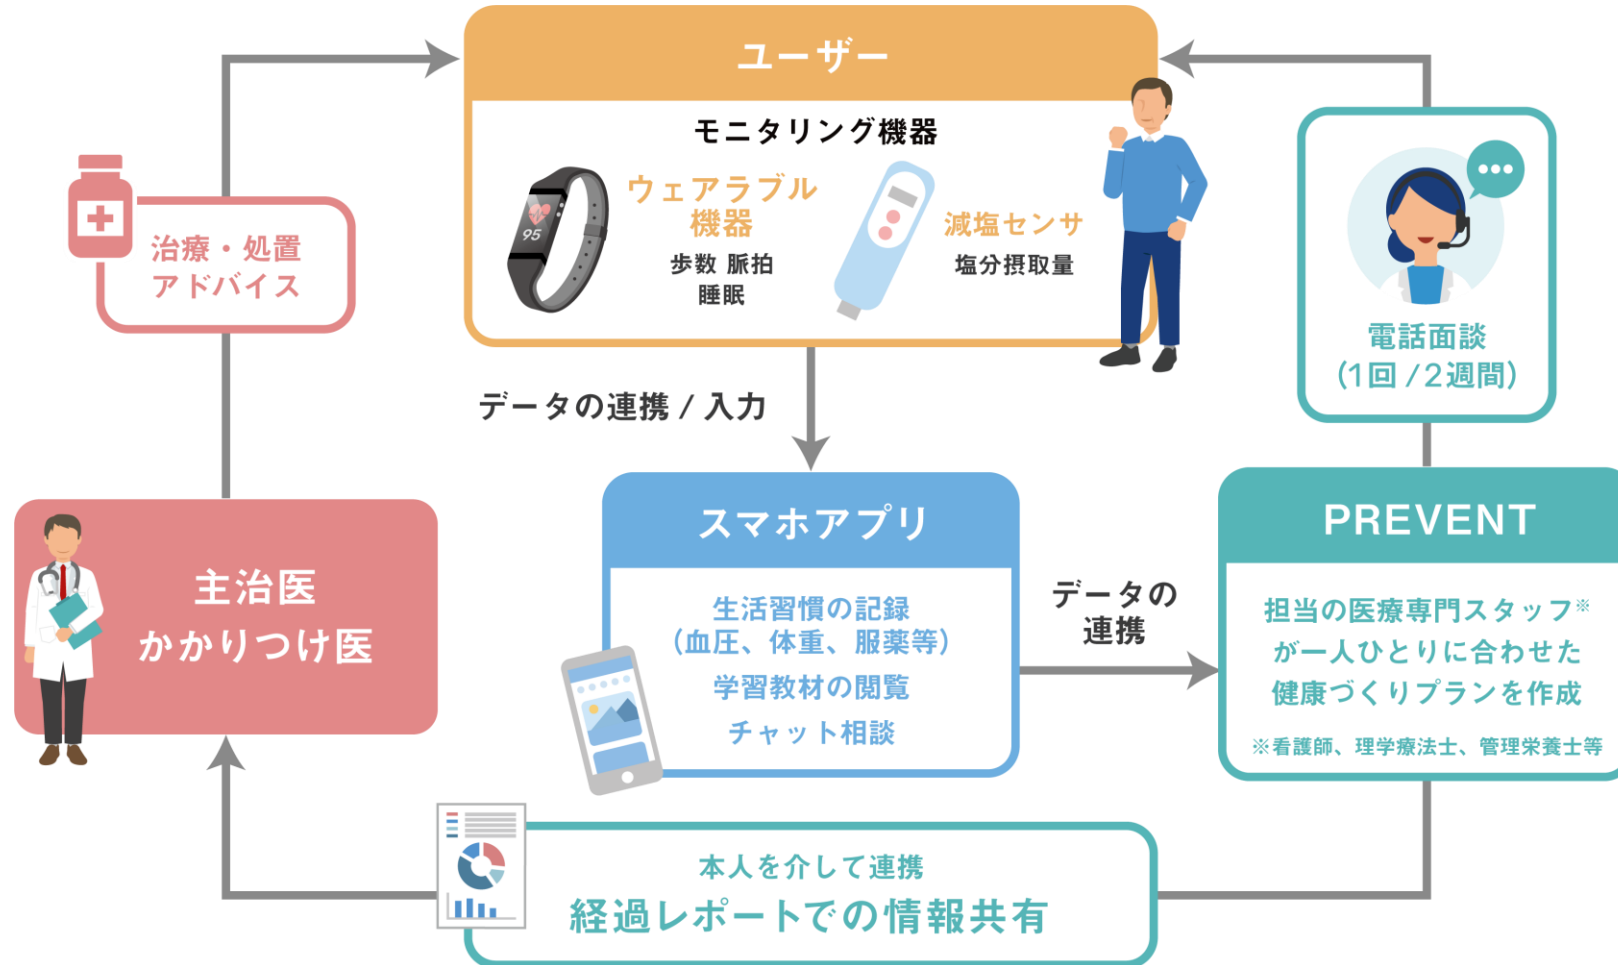 ユーザー
モニタリング機器
ウェアラブル
機器
歩数 脈拍
睡眠
95
減塩センサ
塩分摂取量
治療・処置
アドバイス
電話面談
(1回 /2週間)
データの連携 / 入力
主治医
かかりつけ医
スマホアプリ
生活習慣の記録
(血圧、体重、服薬等)
学習教材の閲覧
チャット相談
データの
連携
PREVENT
担当の医療専門スタッフ※
が一人ひとりに合わせた
健康づくりプランを作成
※看護師、理学療法士、管理栄養士等
本人を介して連携
経過レポートでの情報共有